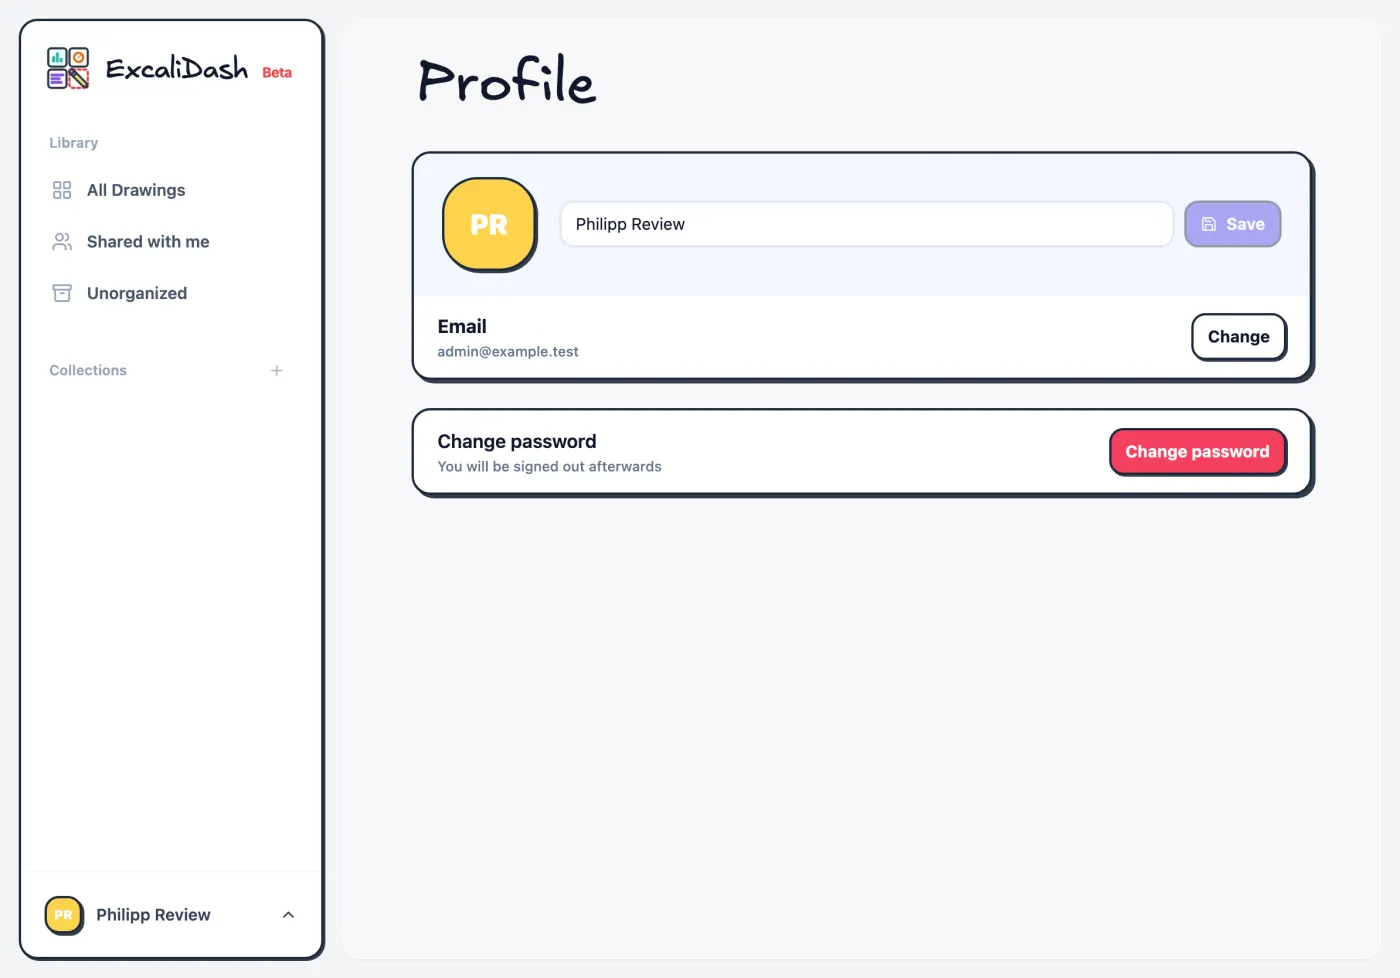 ExcaliDash Beta
Library
All Drawings
Shared with me
Unorganized
Collections
PR Philipp Review
Profile
PR
Philipp Review
Save
Email
admin@example.test
Change
Change password
You will be signed out afterwards
Change password